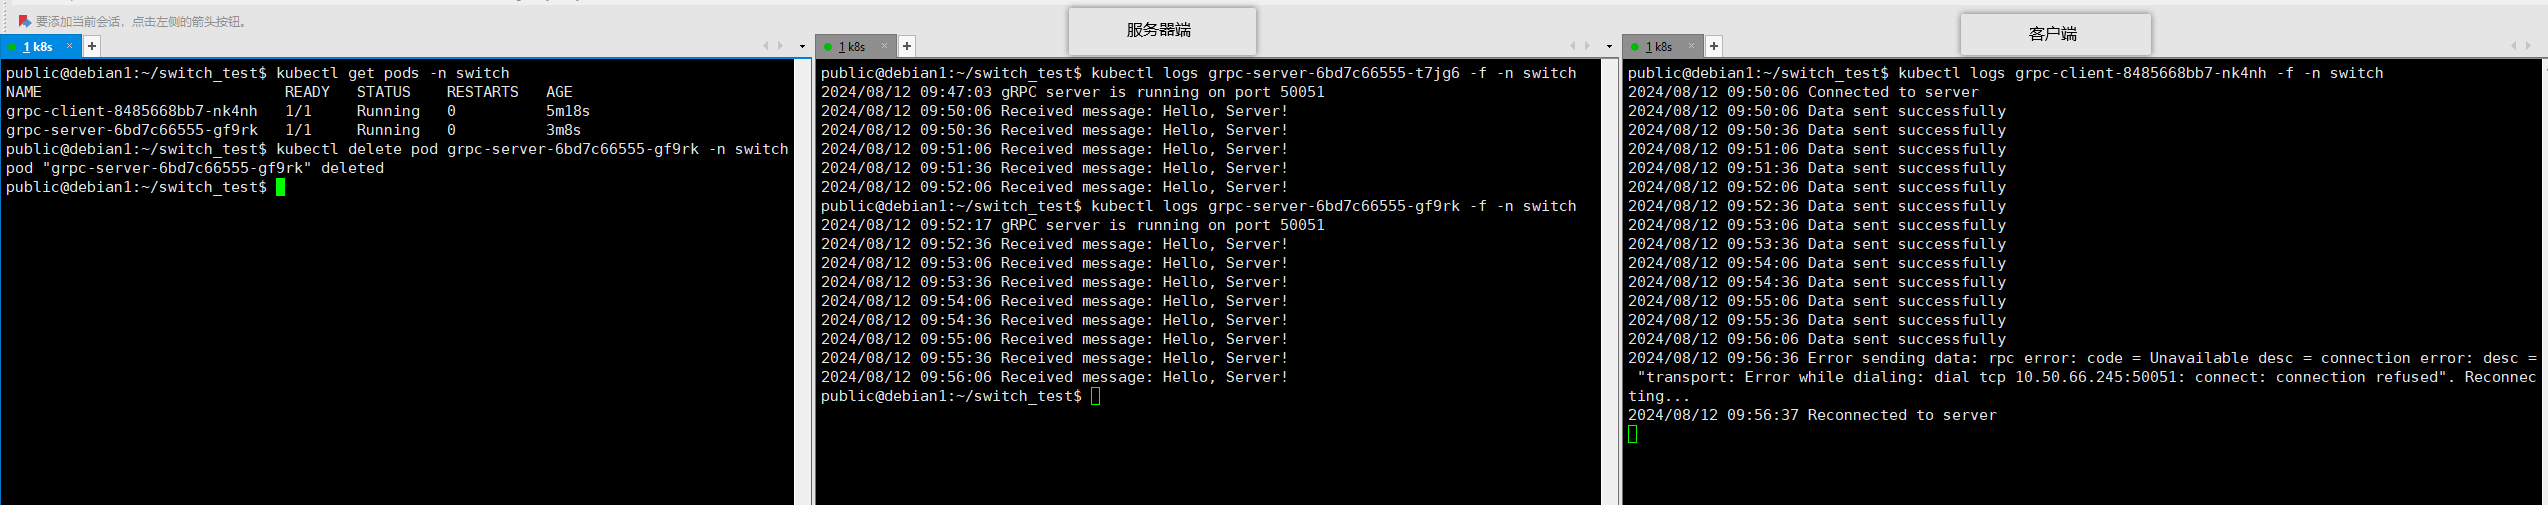 要添加当前会话，点击左侧的箭头按钮。
服务器端
客户端
1 k8s
public@debian1:~/switch_test$ kubectl get pods -n switch
NAME READY STATUS RESTARTS AGE
grpc-client-8485668bb7-nk4nh 1/1 Running 0 5m18s
grpc-server-6bd7c66555-gf9rk 1/1 Running 0 3m8s
public@debian1:~/switch_test$ kubectl delete pod grpc-server-6bd7c66555-gf9rk -n switch
pod "grpc-server-6bd7c66555-gf9rk" deleted
public@debian1:~/switch_test$
1 k8s
public@debian1:~/switch_test$ kubectl logs grpc-server-6bd7c66555-t7jg6 -f -n switch
2024/08/12 09:47:03 gRPC server is running on port 50051
2024/08/12 09:50:06 Received message: Hello, Server!
2024/08/12 09:50:36 Received message: Hello, Server!
2024/08/12 09:51:06 Received message: Hello, Server!
2024/08/12 09:51:36 Received message: Hello, Server!
2024/08/12 09:52:06 Received message: Hello, Server!
public@debian1:~/switch_test$ kubectl logs grpc-server-6bd7c66555-gf9rk -f -n switch
2024/08/12 09:52:17 gRPC server is running on port 50051
2024/08/12 09:52:36 Received message: Hello, Server!
2024/08/12 09:53:06 Received message: Hello, Server!
2024/08/12 09:53:36 Received message: Hello, Server!
2024/08/12 09:54:06 Received message: Hello, Server!
2024/08/12 09:54:36 Received message: Hello, Server!
2024/08/12 09:55:06 Received message: Hello, Server!
2024/08/12 09:55:36 Received message: Hello, Server!
2024/08/12 09:56:06 Received message: Hello, Server!
public@debian1:~/switch_test$
1 k8s
public@debian1:~/switch_test$ kubectl logs grpc-client-8485668bb7-nk4nh -f -n switch
2024/08/12 09:50:06 Connected to server
2024/08/12 09:50:06 Data sent successfully
2024/08/12 09:50:36 Data sent successfully
2024/08/12 09:51:06 Data sent successfully
2024/08/12 09:51:36 Data sent successfully
2024/08/12 09:52:06 Data sent successfully
2024/08/12 09:52:36 Data sent successfully
2024/08/12 09:53:06 Data sent successfully
2024/08/12 09:53:36 Data sent successfully
2024/08/12 09:54:06 Data sent successfully
2024/08/12 09:54:36 Data sent successfully
2024/08/12 09:55:06 Data sent successfully
2024/08/12 09:55:36 Data sent successfully
2024/08/12 09:56:06 Data sent successfully
2024/08/12 09:56:36 Error sending data: rpc error: code = Unavailable desc = connection error: desc =
"transport: Error while dialing: dial tcp 10.50.66.245:50051: connect: connection refused". Reconnec
ting...
2024/08/12 09:56:37 Reconnected to server